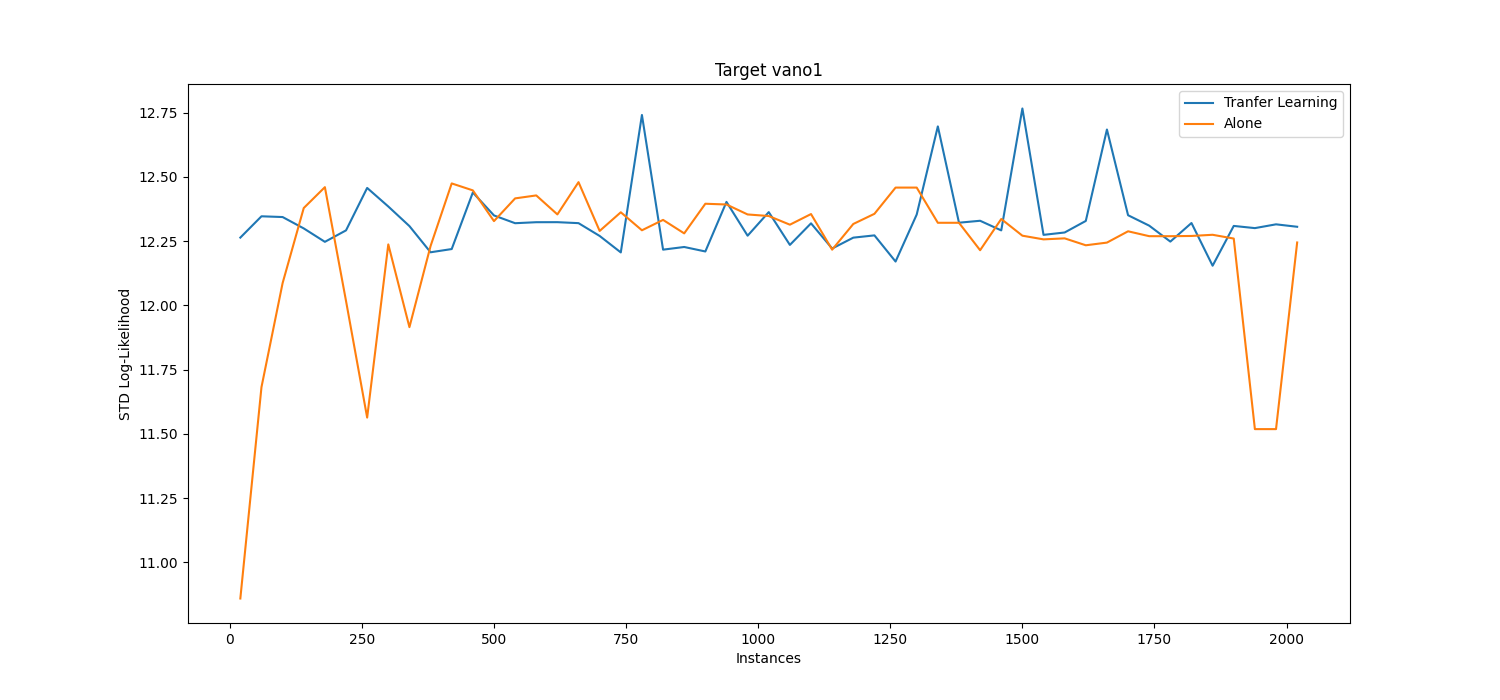 Target vano1
Tranfer Learning
Alone
STD Log-Likelihood
12.75
12.50
12.25
12.00
11.75
11.50
11.25
11.00
0 250 500 750 1000 1250 1500 1750 2000
Instances